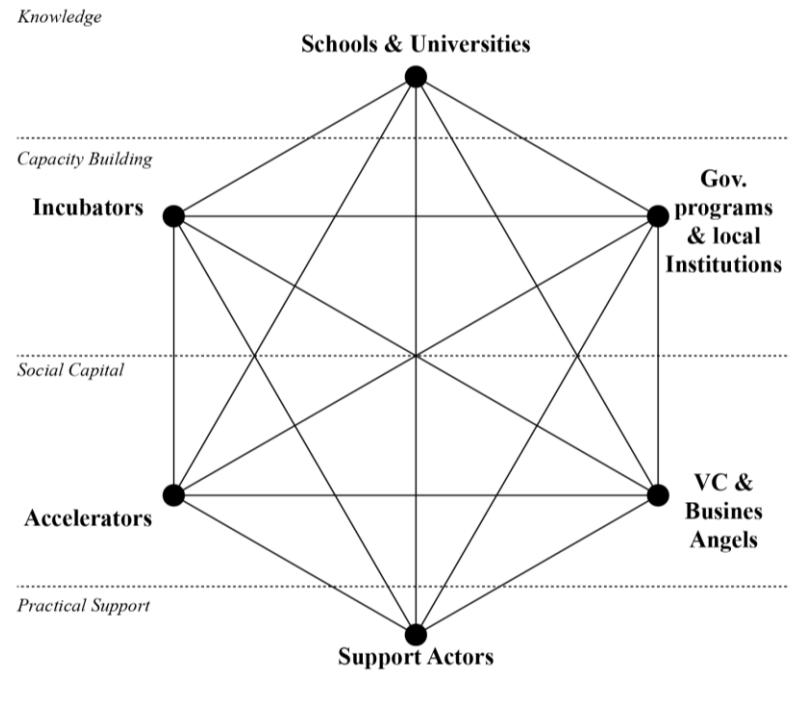 Knowledge
Schools & Universities
Capacity Building
Incubators
Gov.
programs
& local
Institutions
Social Capital
Accelerators
VC &
Busines
Angels
Practical Support
Support Actors